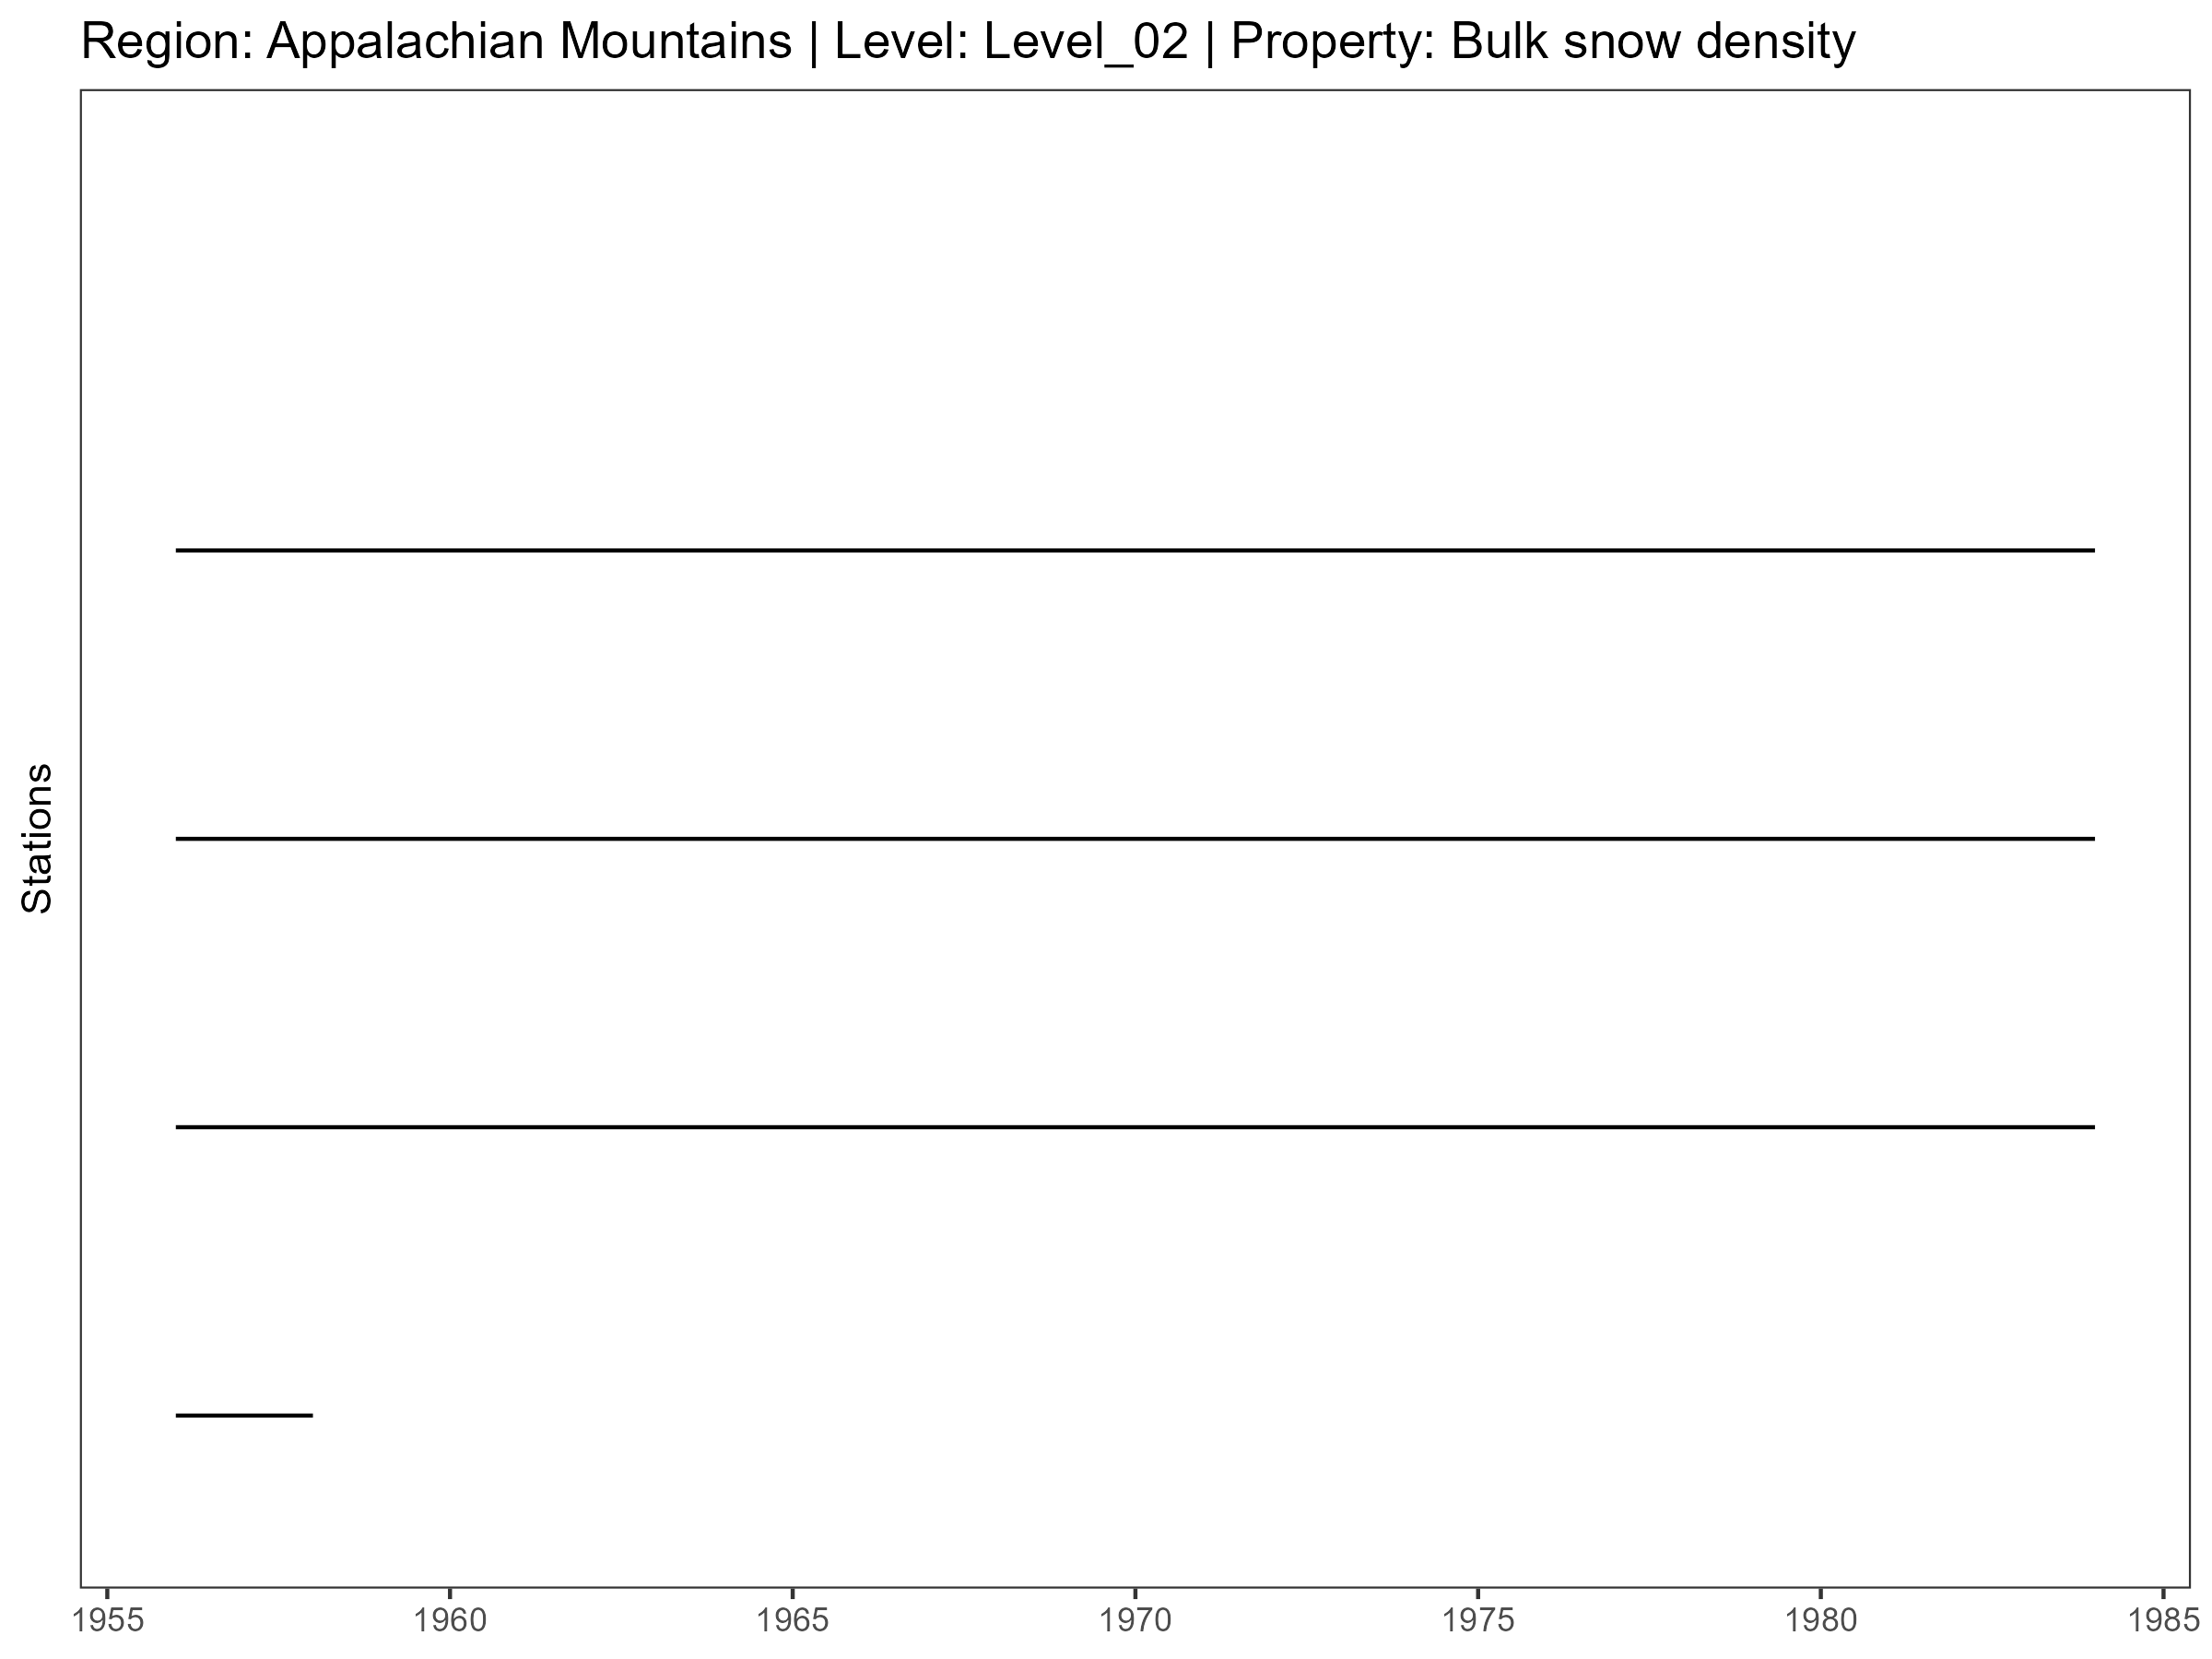 Region: Appalachian Mountains | Level: Level_02 | Property: Bulk snow density
Stations
1955 1960 1965 1970 1975 1980 1985